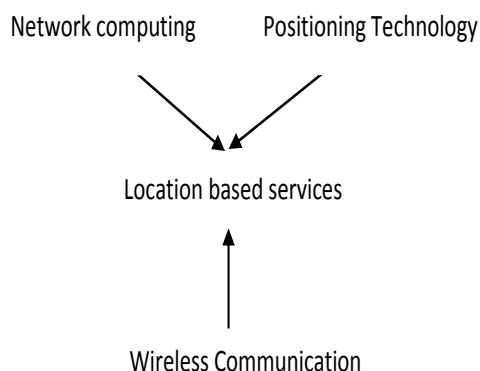 Network computing
Positioning Technology
Location based services
Wireless Communication